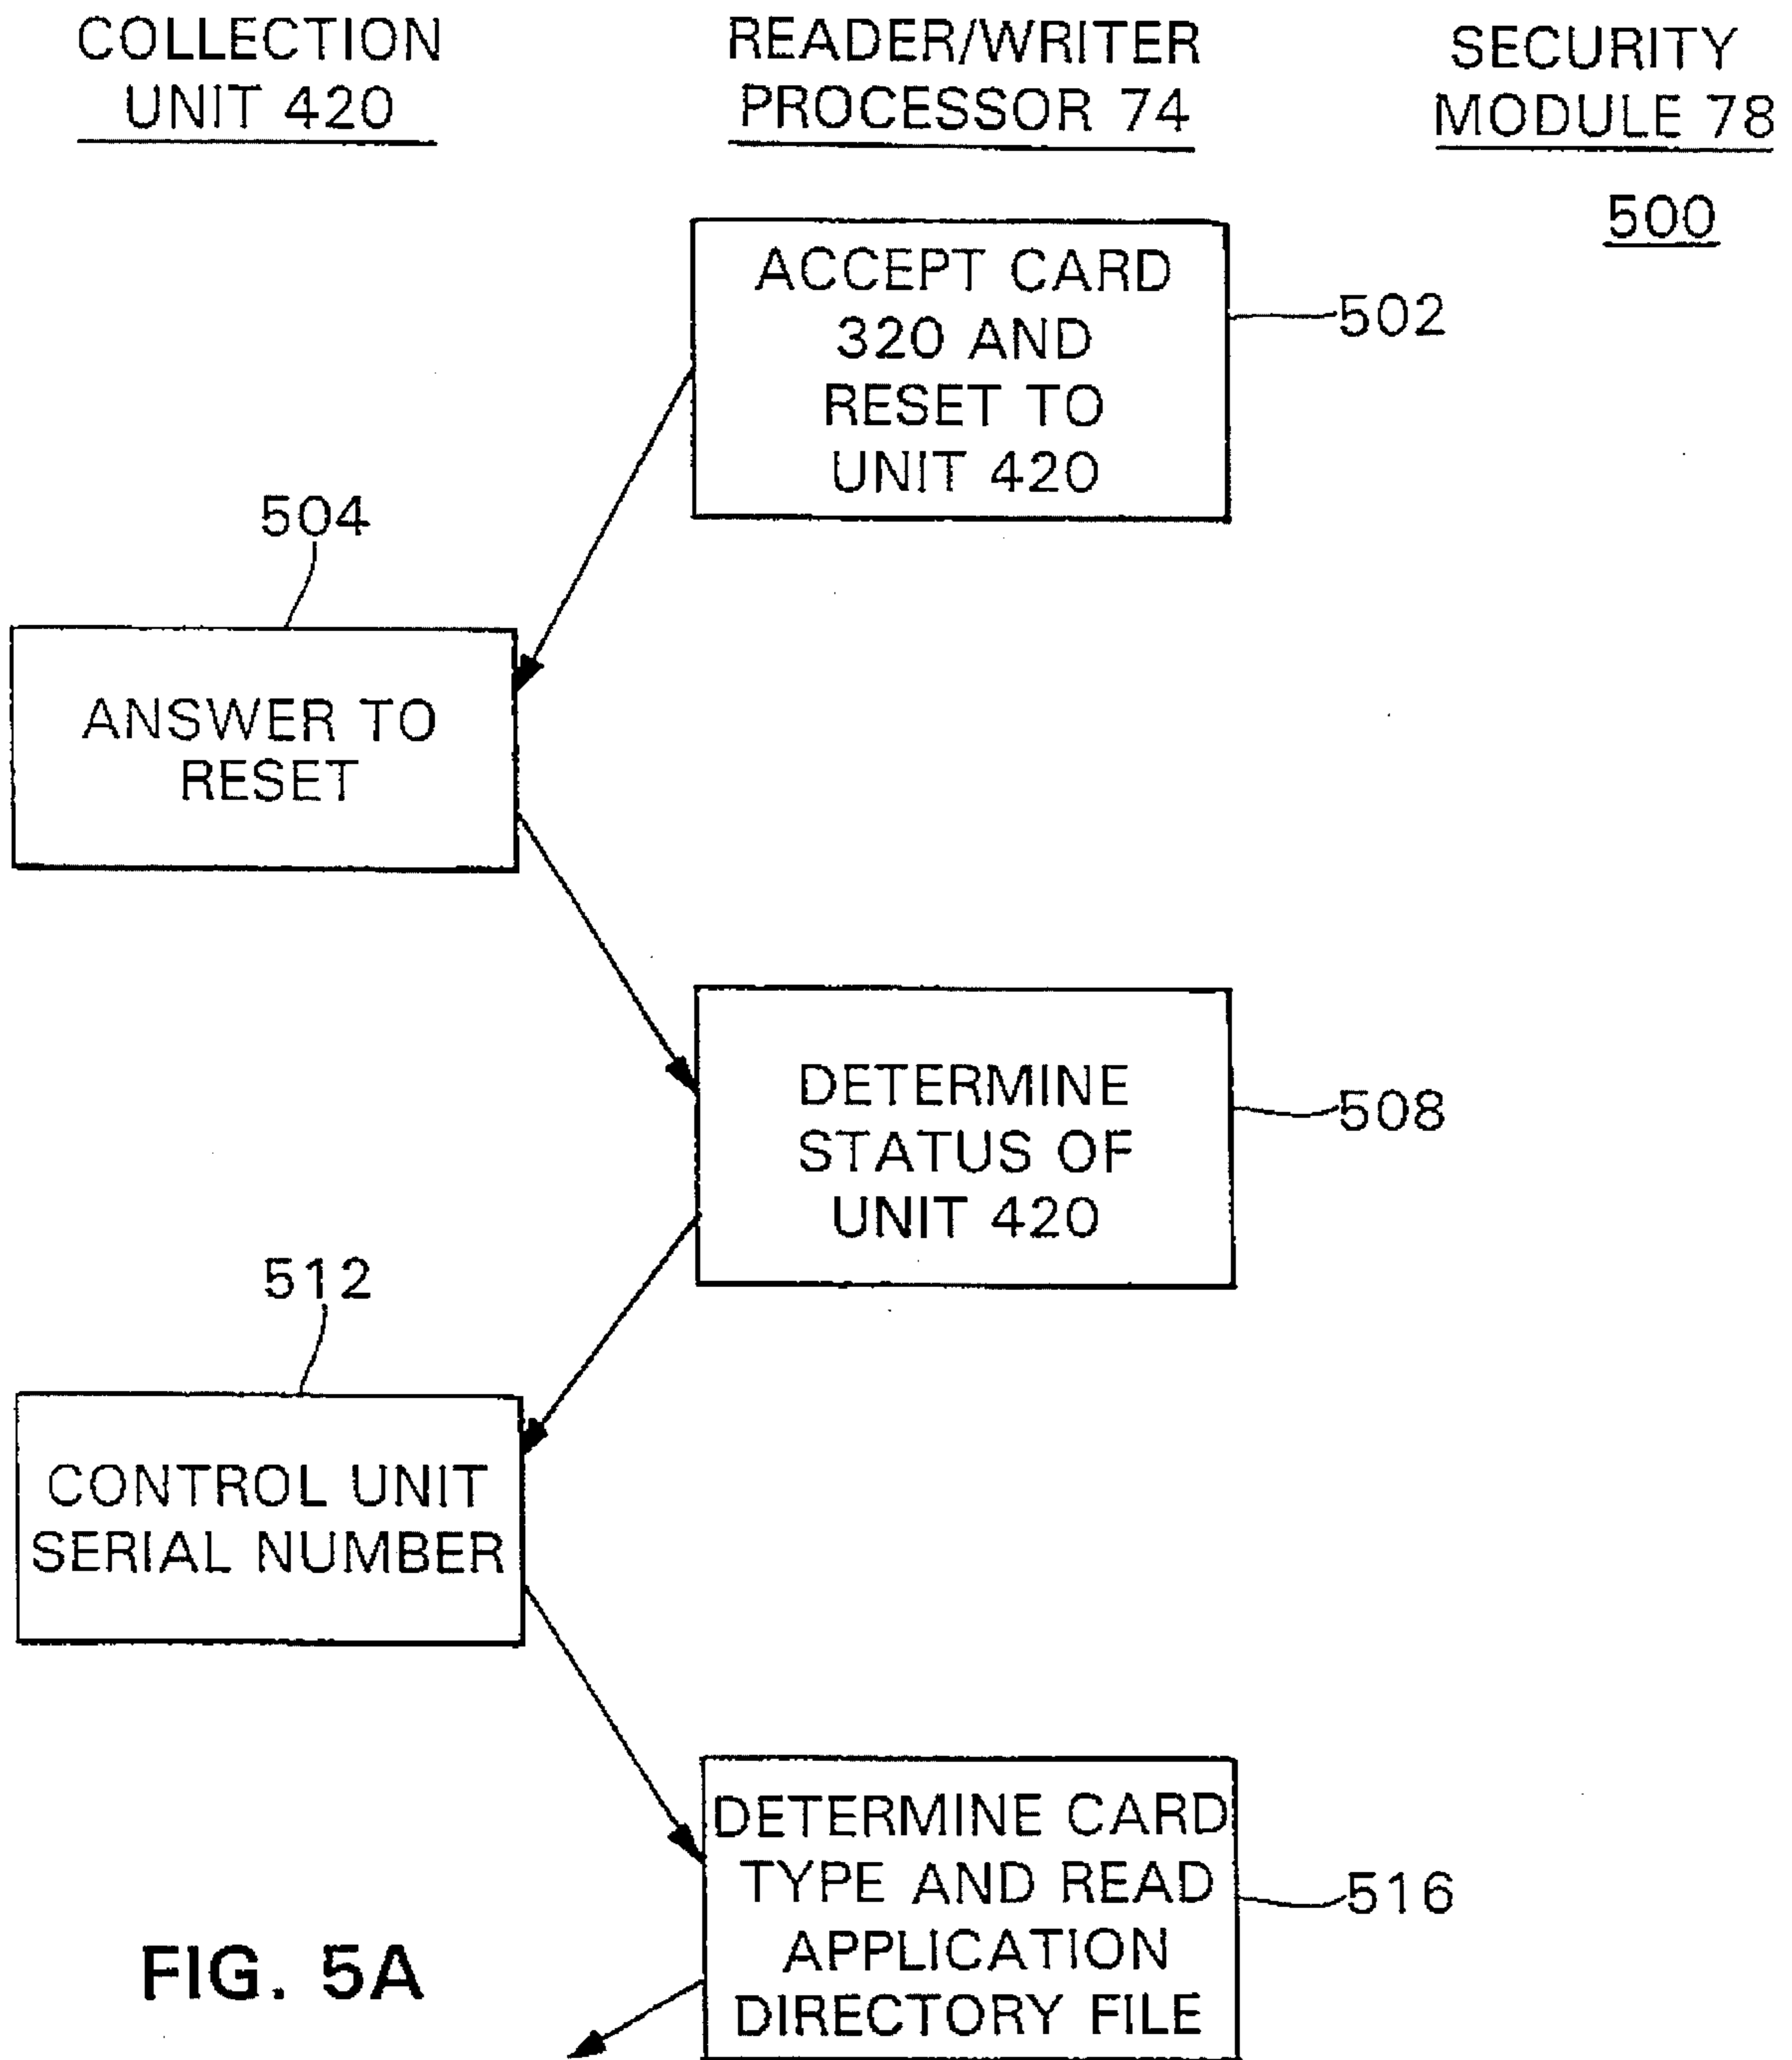 COLLECTION
UNIT 420
READER/WRITER
PROCESSOR 74
SECURITY
MODULE 78
500
ACCEPT CARD
320 AND
RESET TO
UNIT 420
502
504
ANSWER TO
RESET
DETERMINE
STATUS OF
UNIT 420
508
512
CONTROL UNIT
SERIAL NUMBER
DETERMINE CARD
TYPE AND READ
APPLICATION
DIRECTORY FILE
516
FIG. 5A